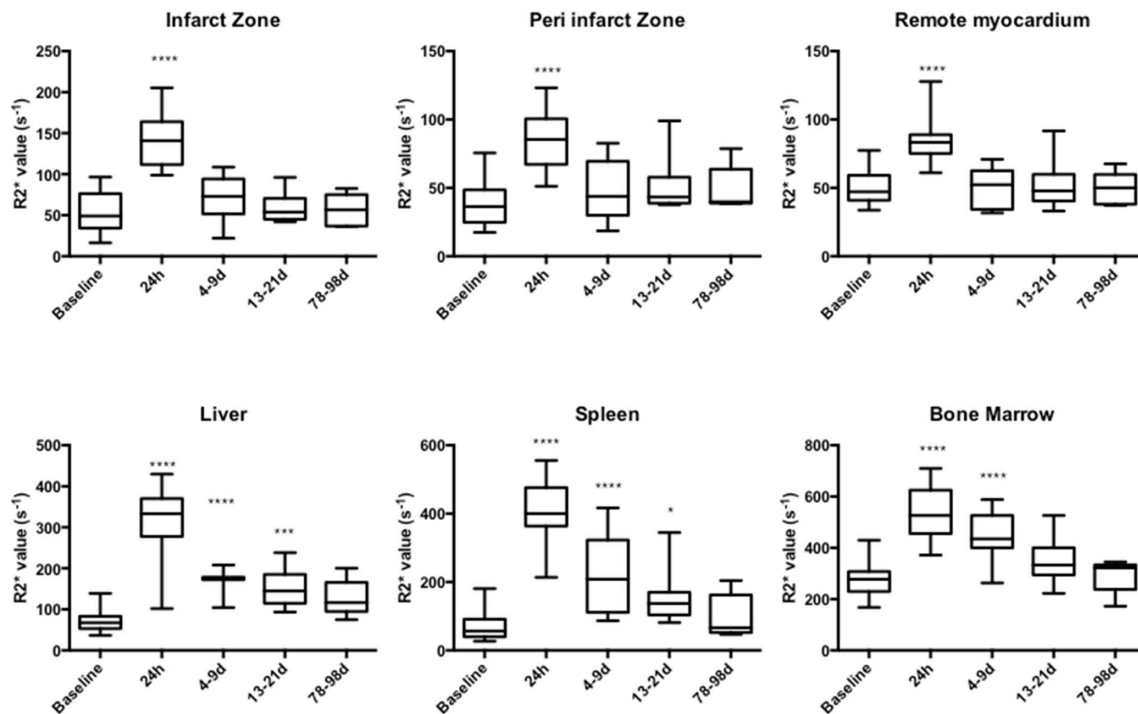 Infarct Zone
R2* value (s⁻¹)
250
200
150
100
50
0
****
Baseline
24h
4-9d
13-21d
78-98d
Peri infarct Zone
R2* value (s⁻¹)
150
100
50
0
****
Baseline
24h
4-9d
13-21d
78-98d
Remote myocardium
R2* value (s⁻¹)
150
100
50
0
****
Baseline
24h
4-9d
13-21d
78-98d
Liver
R2* value (s⁻¹)
500
400
300
200
100
0
****
****
***
Baseline
24h
4-9d
13-21d
78-98d
Spleen
R2* value (s⁻¹)
600
400
200
0
****
****
*
Baseline
24h
4-9d
13-21d
78-98d
Bone Marrow
R2* value (s⁻¹)
800
600
400
200
0
****
****
Baseline
24h
4-9d
13-21d
78-98d